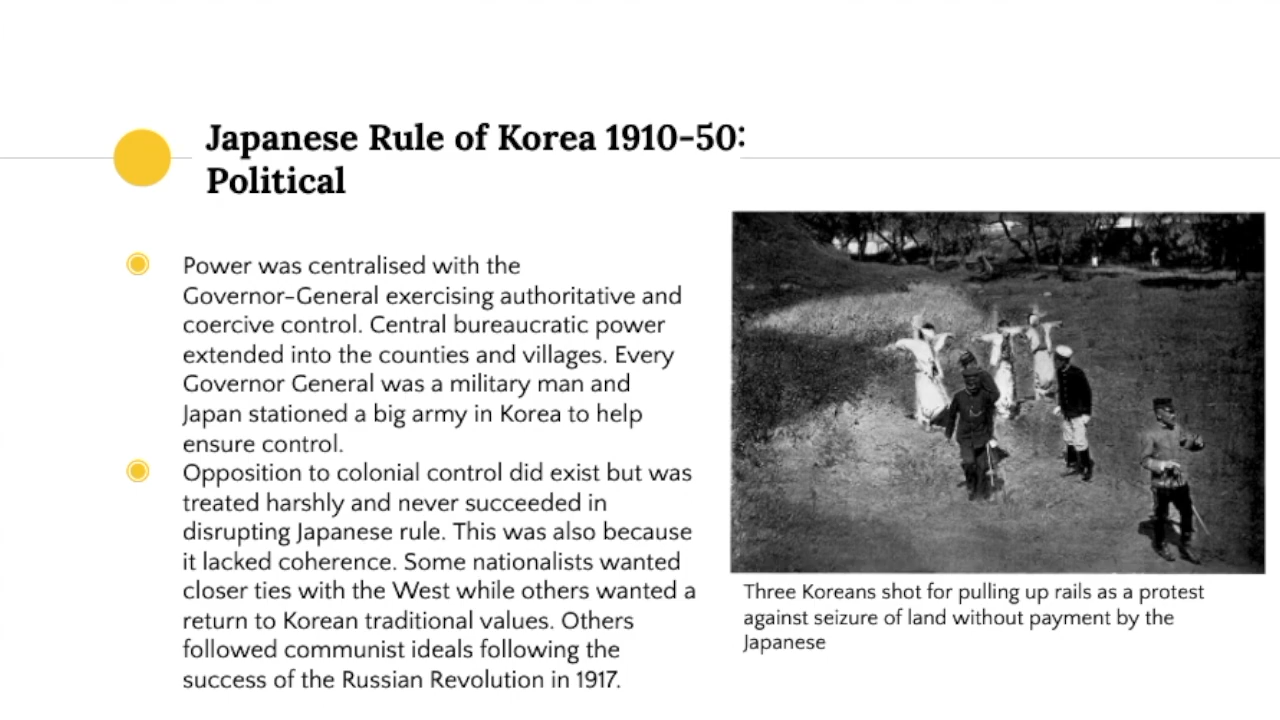 Japanese Rule of Korea 1910-50:
Political
Power was centralised with the
Governor-General exercising authoritative and
coercive control. Central bureaucratic power
extended into the counties and villages. Every
Governor General was a military man and
Japan stationed a big army in Korea to help
ensure control.
Opposition to colonial control did exist but was
treated harshly and never succeeded in
disrupting Japanese rule. This was also because
it lacked coherence. Some nationalists wanted
closer ties with the West while others wanted a
return to Korean traditional values. Others
followed communist ideals following the
success of the Russian Revolution in 1917.
Three Koreans shot for pulling up rails as a protest
against seizure of land without payment by the
Japanese